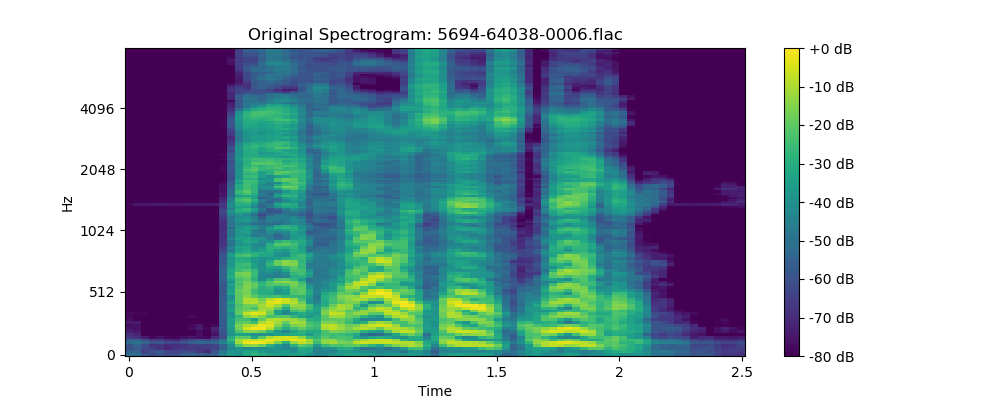 Original Spectrogram: 5694-64038-0006.flac
Hz
4096
2048
1024
512
0
0
0.5
1
1.5
2
2.5
Time
+0 dB
-10 dB
-20 dB
-30 dB
-40 dB
-50 dB
-60 dB
-70 dB
-80 dB